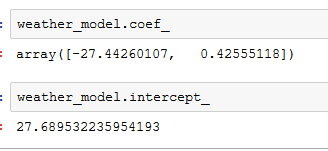 weather_model.coef_
array([-27.44260107,   0.42555118])
weather_model.intercept_
27.689532235954193